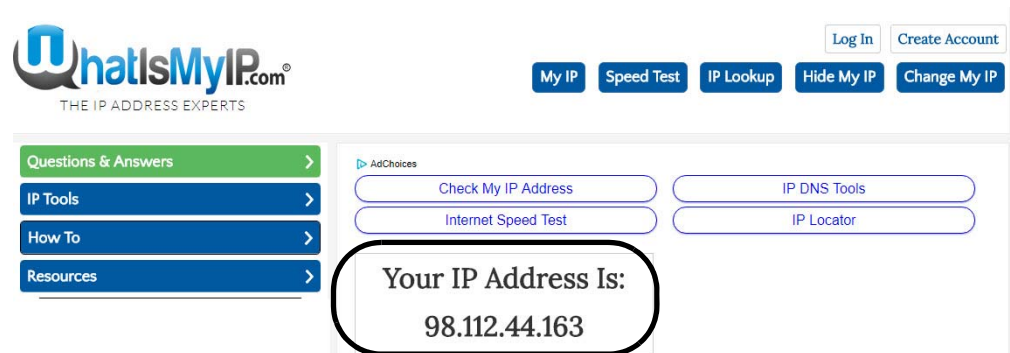 Log In Create Account
WhatIsMyIP.com®
My IP Speed Test IP Lookup Hide My IP Change My IP
THE IP ADDRESS EXPERTS
Questions & Answers
IP Tools
How To
Resources
AdChoices
Check My IP Address IP DNS Tools
Internet Speed Test IP Locator
Your IP Address Is:
98.112.44.163